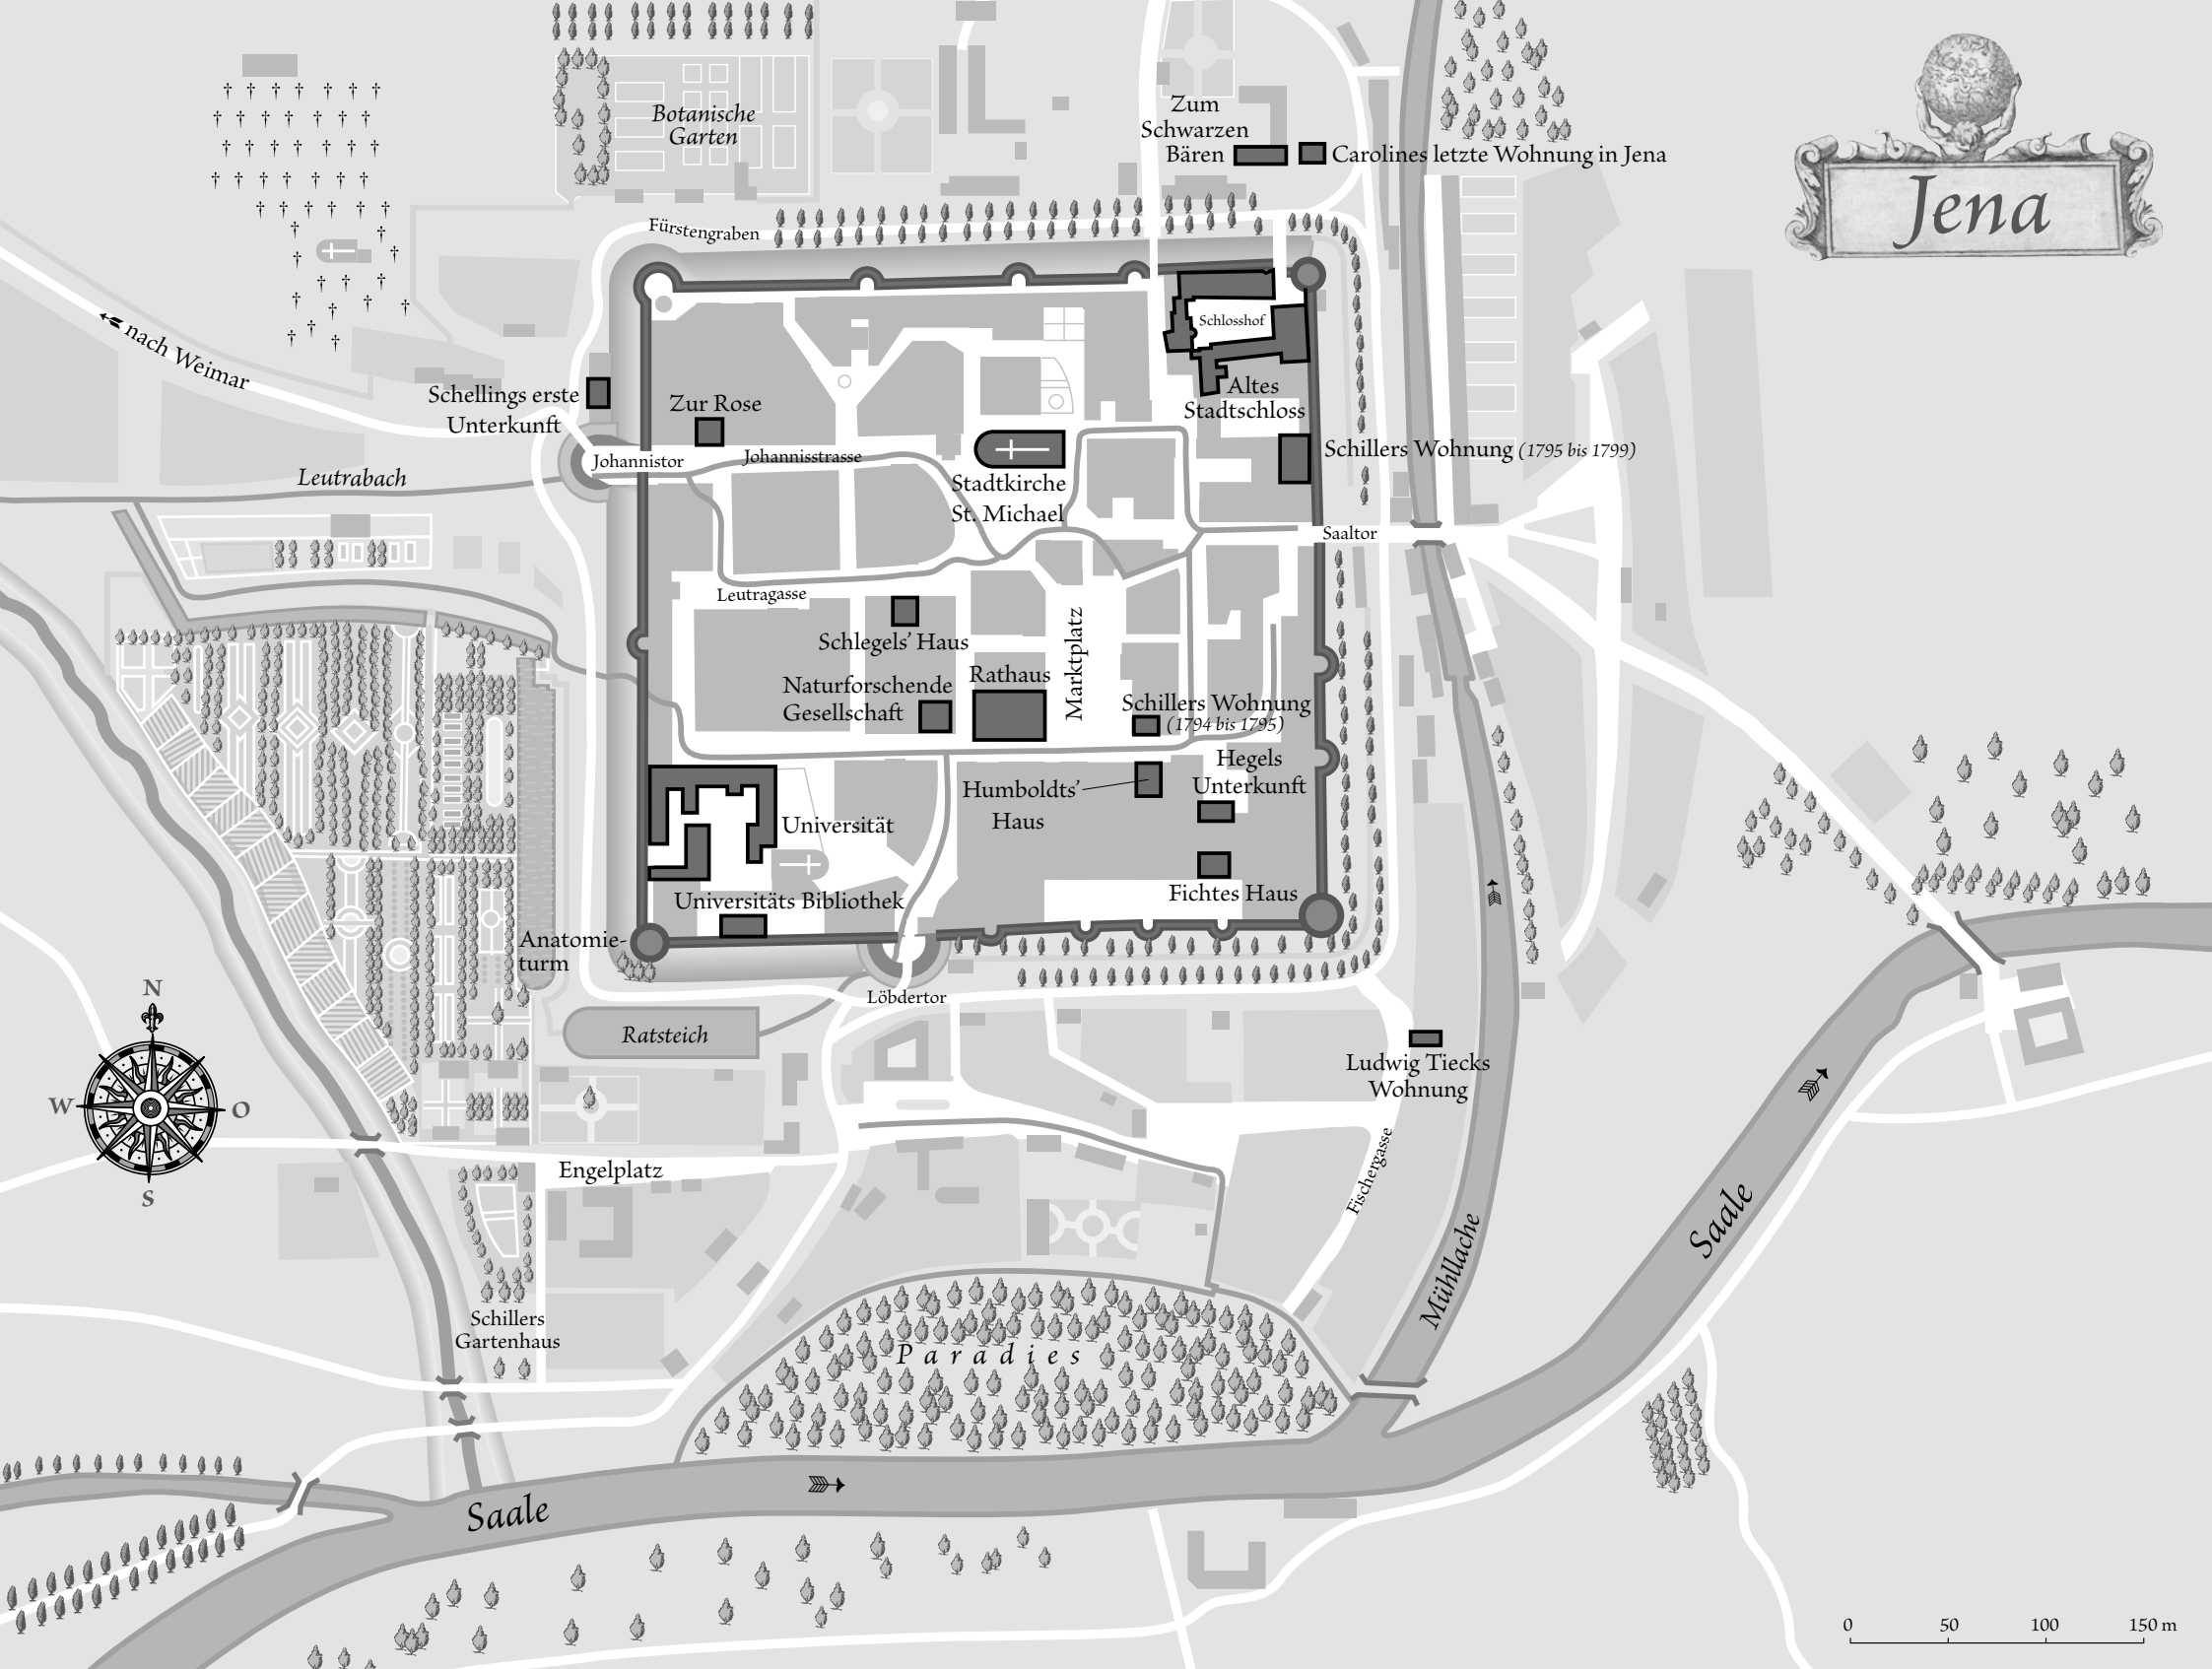 Botanische
Garten
Zum
Schwarzen
Bären
Carolines letzte Wohnung in Jena
Jena
Fürstengraben
nach Weimar
Schlosshof
Altes
Stadtschloss
Schellings erste
Unterkunft
Zur Rose
Johannistor
Johannisstrasse
Leutrabach
Stadtkirche
St. Michael
Schillers Wohnung (1795 bis 1799)
Saaltor
Leutragasse
Schlegels’ Haus
Marktplatz
Naturforschende
Gesellschaft
Rathaus
Schillers Wohnung
(1794 bis 1795)
Hegels
Unterkunft
Humboldts’
Haus
Universität
Universitäts Bibliothek
Fichtes Haus
Anatomie-
turm
Löbdertor
Ratsteich
Ludwig Tiecks
Wohnung
N
W
O
S
Engelplatz
Fischergasse
Mühllache
Saale
Schillers
Gartenhaus
Paradies
Saale
0 50 100 150 m